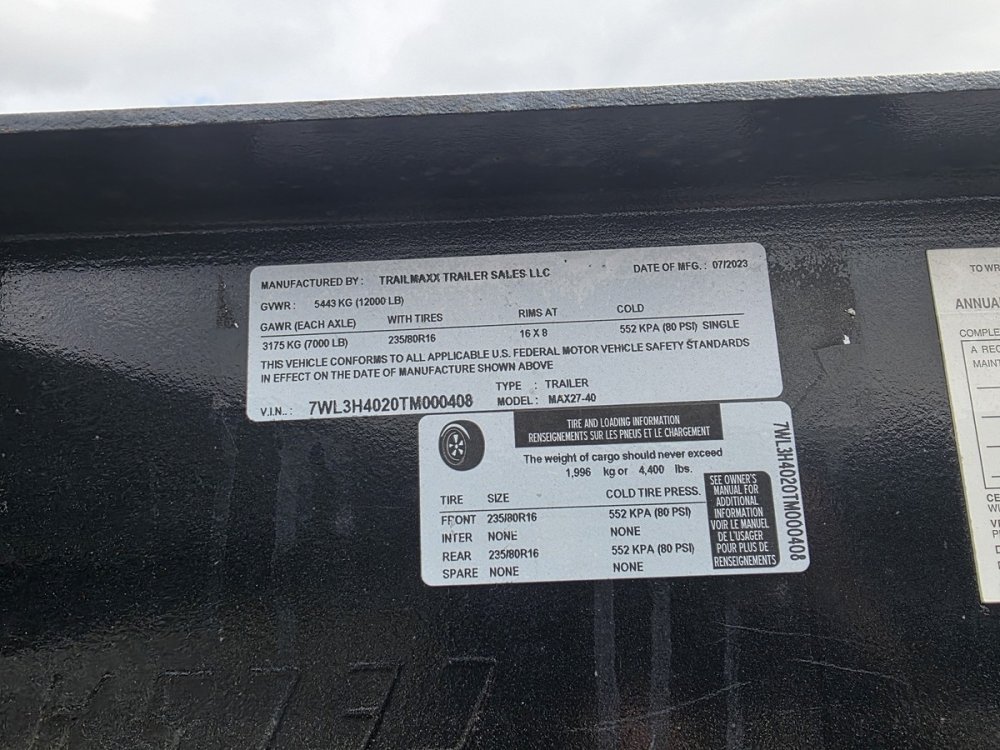 MANUFACTURED BY : TRAILMAXX TRAILER SALES LLC DATE OF MFG. : 07/2023
GVWR : 5443 KG (12000 LB)
GAWR (EACH AXLE) WITH TIRES RIMS AT COLD
3175 KG (7000 LB) 235/80R16 16 X 8 552 KPA (80 PSI) SINGLE
THIS VEHICLE CONFORMS TO ALL APPLICABLE U.S. FEDERAL MOTOR VEHICLE SAFETY STANDARDS
IN EFFECT ON THE DATE OF MANUFACTURE SHOWN ABOVE
TYPE : TRAILER
V.I.N.: 7WL3H4020TM000408 MODEL : MAX27-40
TIRE AND LOADING INFORMATION
RENSEIGNEMENTS SUR LES PNEUS ET LE CHARGEMENT
The weight of cargo should never exceed
1,996 kg or 4,400 lbs.
TIRE SIZE COLD TIRE PRESS.
FRONT 235/80R16 552 KPA (80 PSI)
INTER NONE NONE
REAR 235/80R16 552 KPA (80 PSI)
SPARE NONE NONE
SEE OWNER'S
MANUAL FOR
ADDITIONAL
INFORMATION
VOIR LE MANUEL
DE L'USAGER
POUR PLUS DE
RENSEIGNEMENTS
7WL3H4020TM000408
TO WR
ANNUA
COMPLE
A REC
MAINT